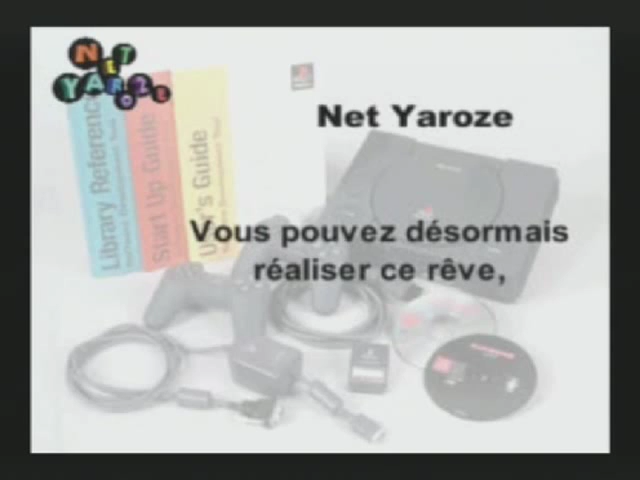 NET
YAROZE
Net Yaroze
Library Reference
Start Up Guide
User's Guide
Vous pouvez désormais
réaliser ce rêve,